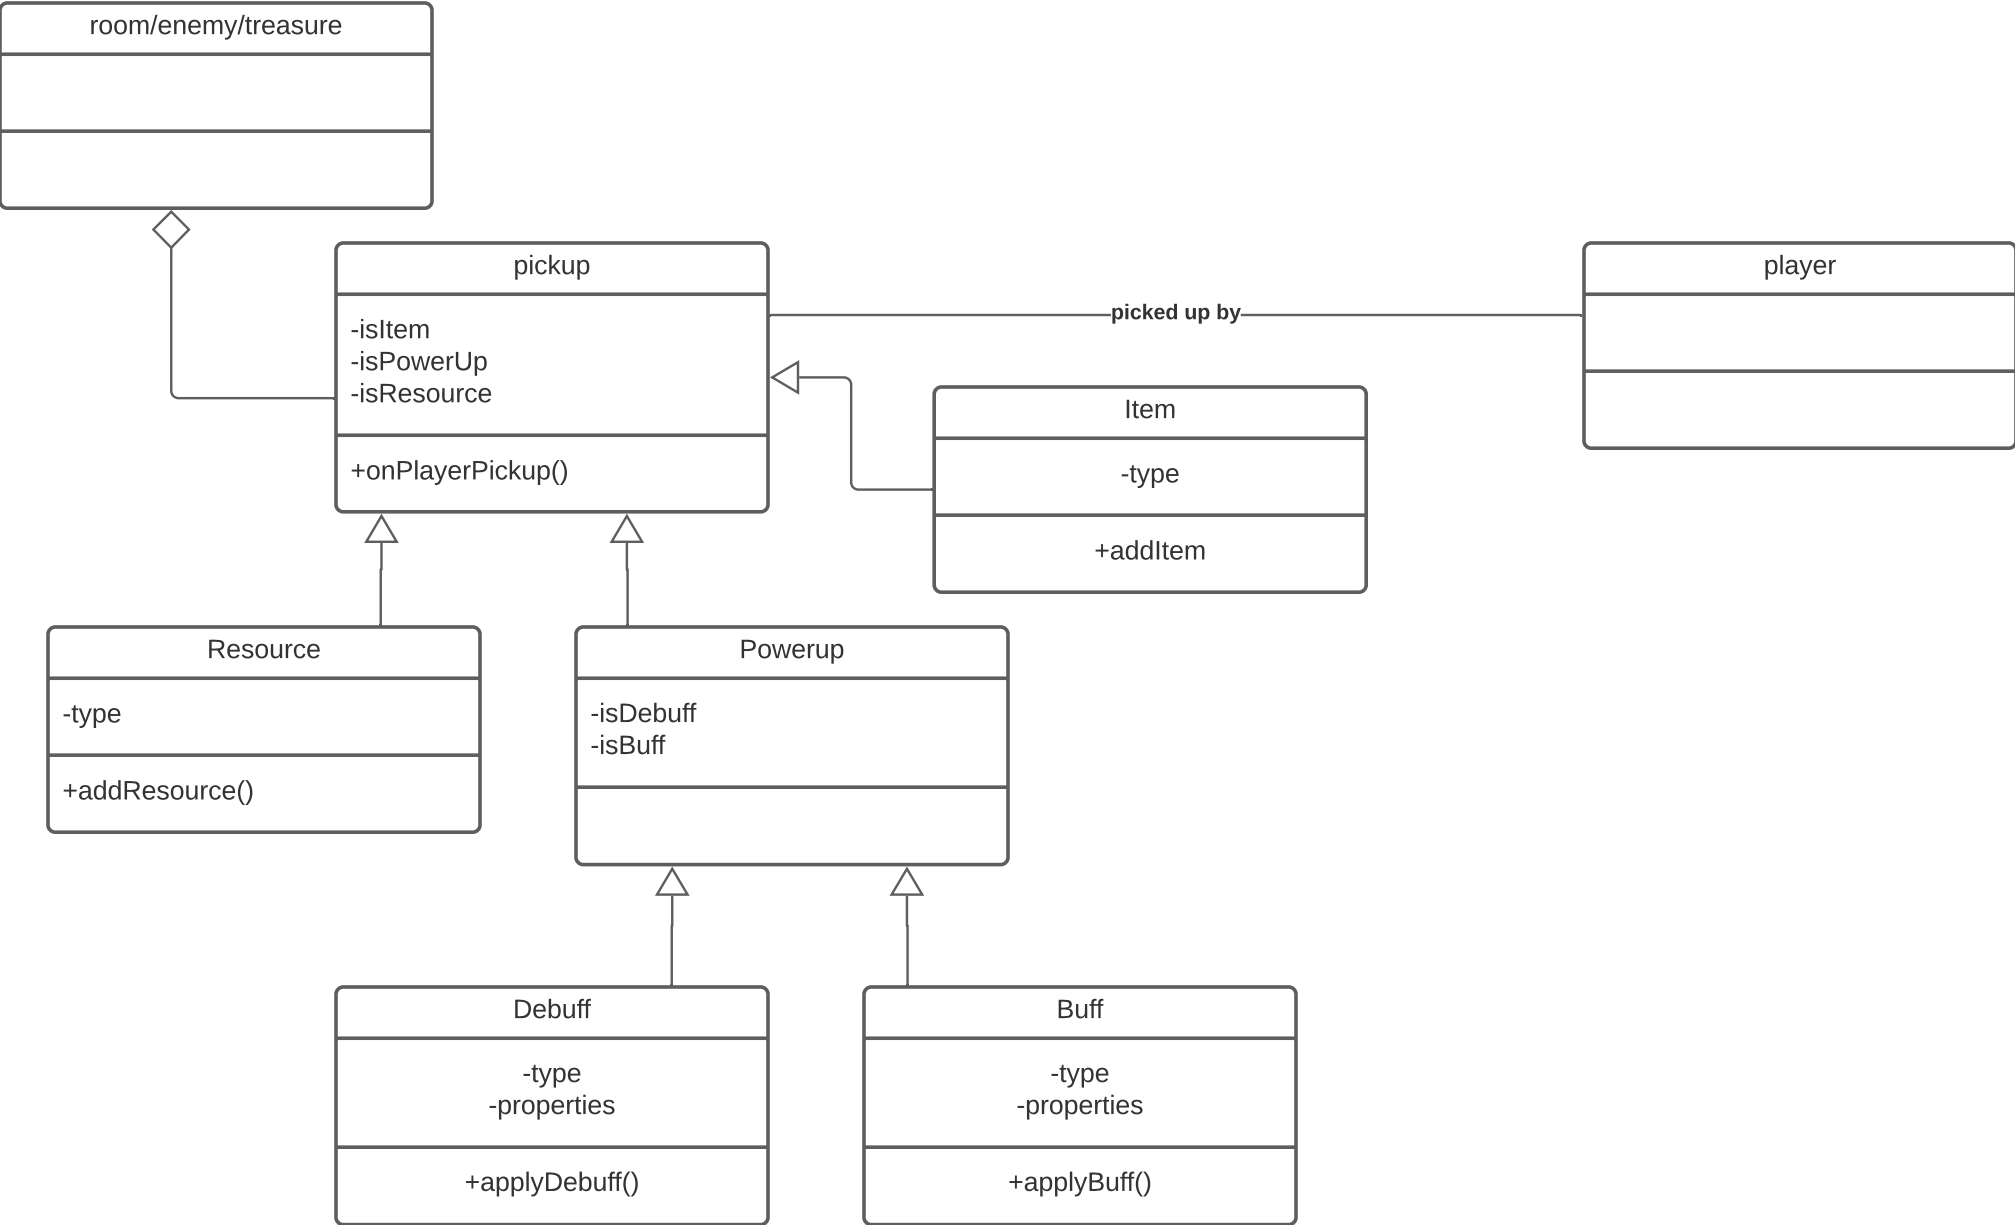 room/enemy/treasure
pickup
-isItem
-isPowerUp
-isResource
+onPlayerPickup()
picked up by
player
Item
-type
+addItem
Resource
-type
+addResource()
Powerup
-isDebuff
-isBuff
Debuff
-type
-properties
+applyDebuff()
Buff
-type
-properties
+applyBuff()